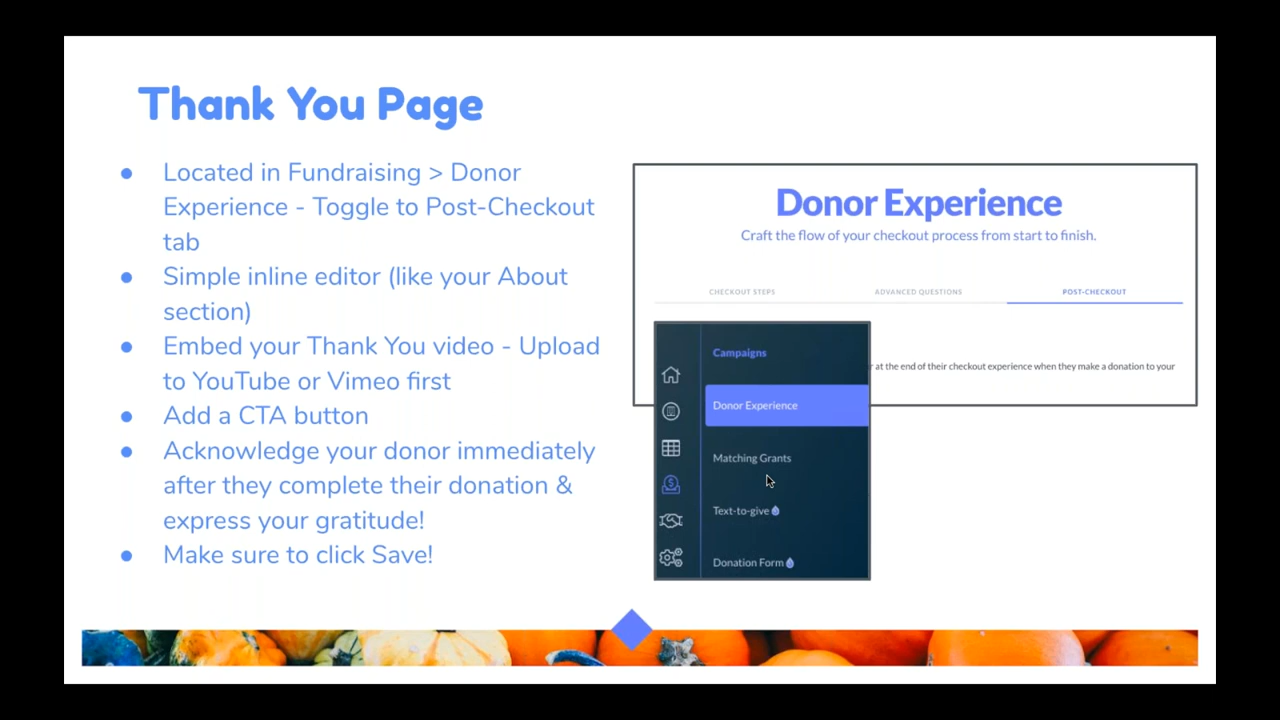 Thank You Page
● Located in Fundraising > Donor
Experience - Toggle to Post-Checkout
tab
● Simple inline editor (like your About
section)
● Embed your Thank You video - Upload
to YouTube or Vimeo first
● Add a CTA button
● Acknowledge your donor immediately
after they complete their donation &
express your gratitude!
● Make sure to click Save!
Donor Experience
Craft the flow of your checkout process from start to finish.
CHECKOUT STEPS ADVANCED QUESTIONS POST-CHECKOUT
r at the end of their checkout experience when they make a donation to your
Campaigns
Donor Experience
Matching Grants
Text-to-give
Donation Form